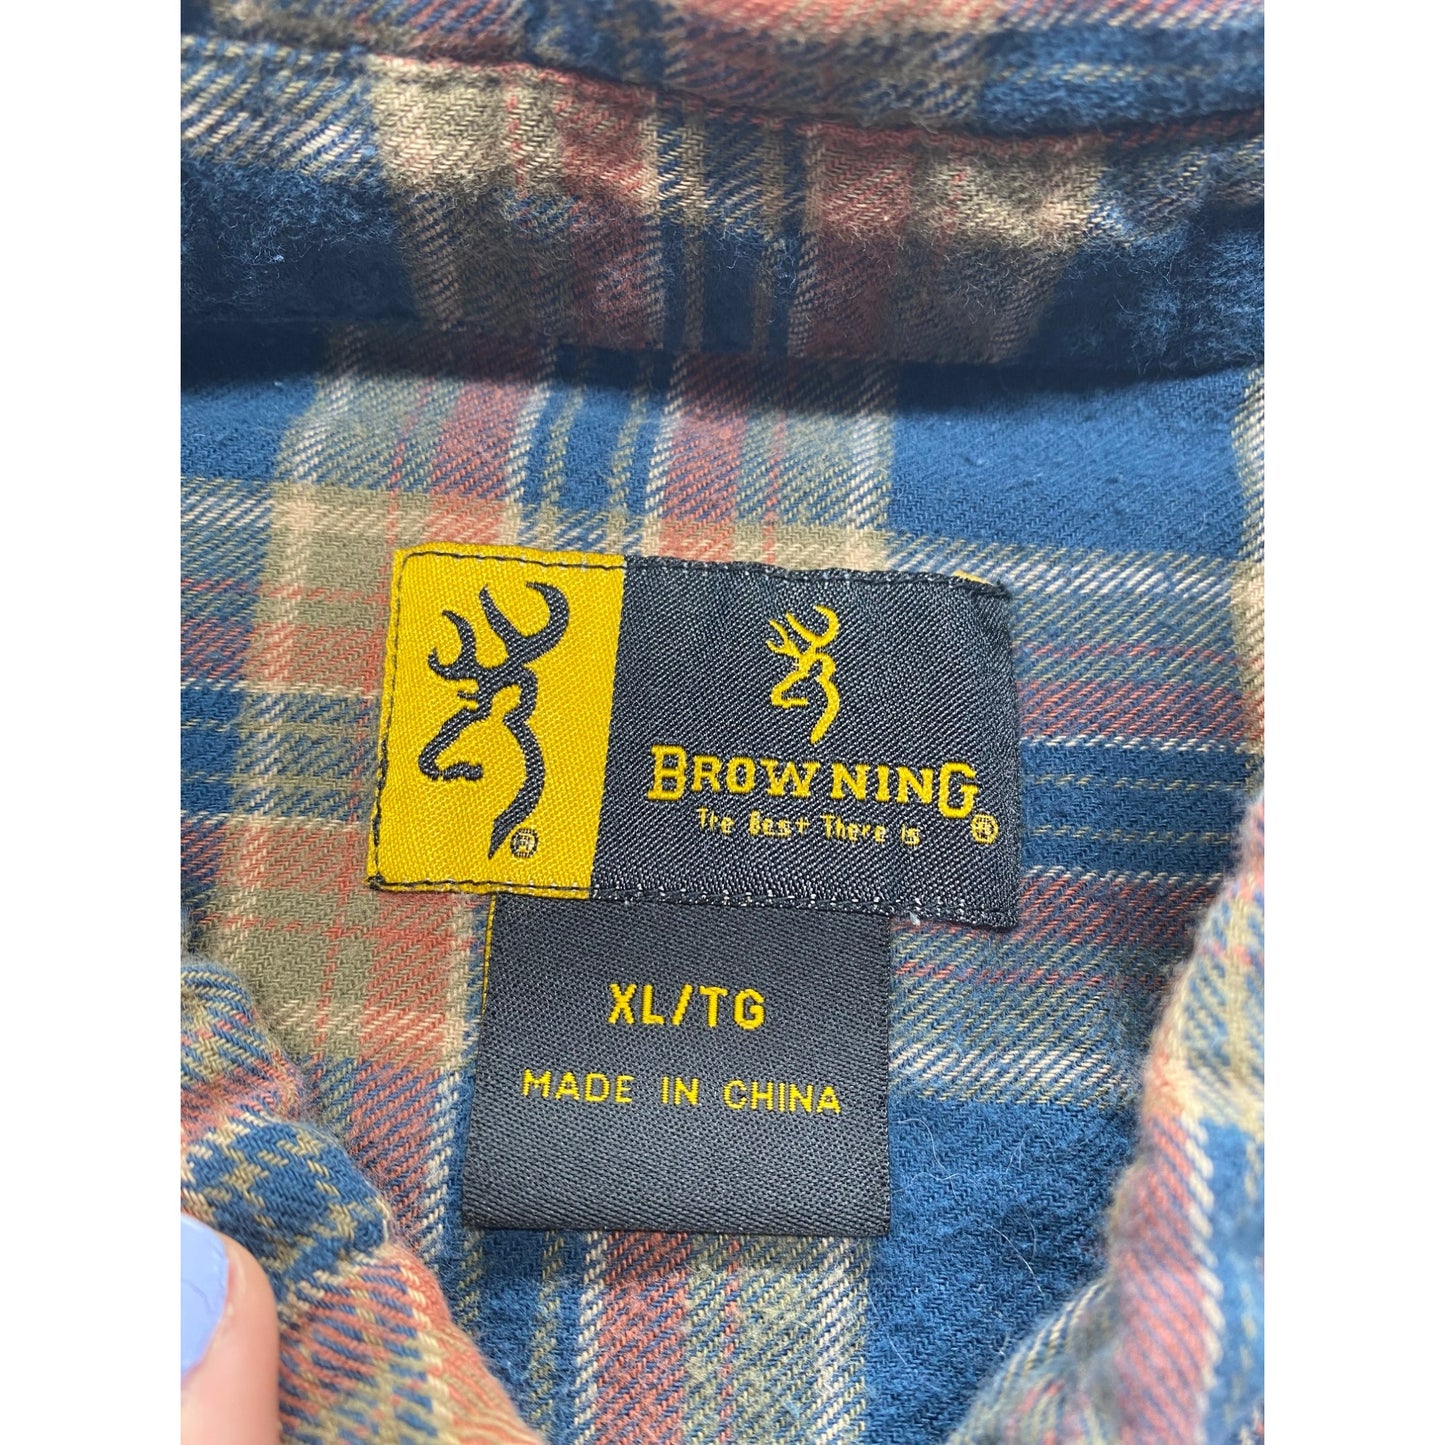 BROWNING
The Best There is
XL/TG
MADE IN CHINA